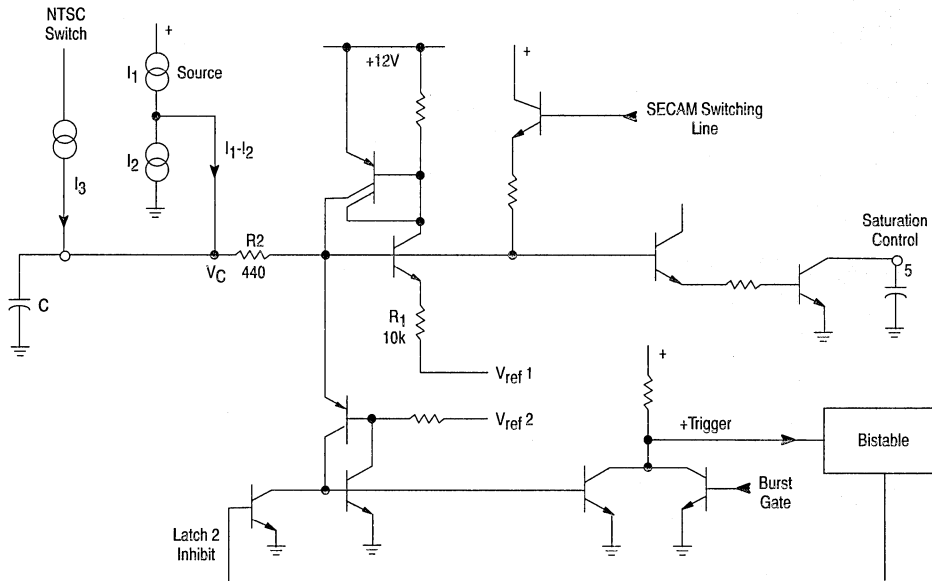 NTSC
Switch
+
I1
Source
I2
I1-I2
I3
+12V
+
SECAM Switching
Line
R2
440
VC
C
R1
10k
Vref 1
Vref 2
Saturation
Control
5
+
+Trigger
Bistable
Burst
Gate
Latch 2
Inhibit